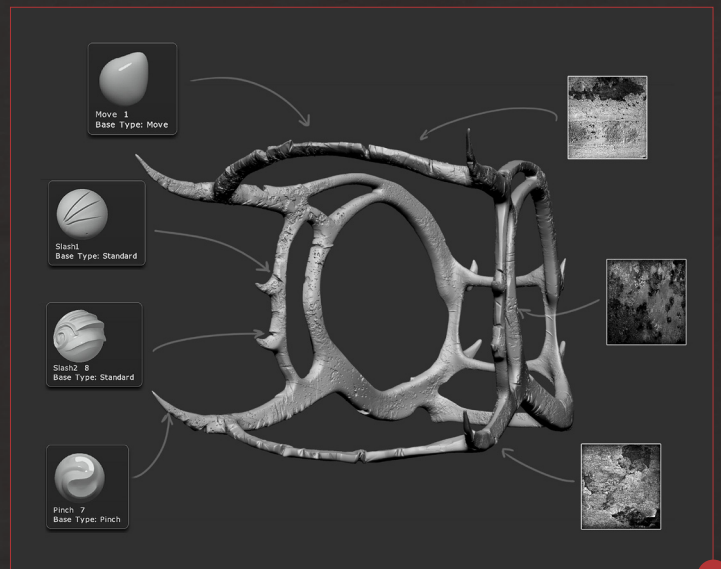 Move 1
Base Type: Move
Slash1
Base Type: Standard
Slash2 8
Base Type: Standard
Pinch 7
Base Type: Pinch